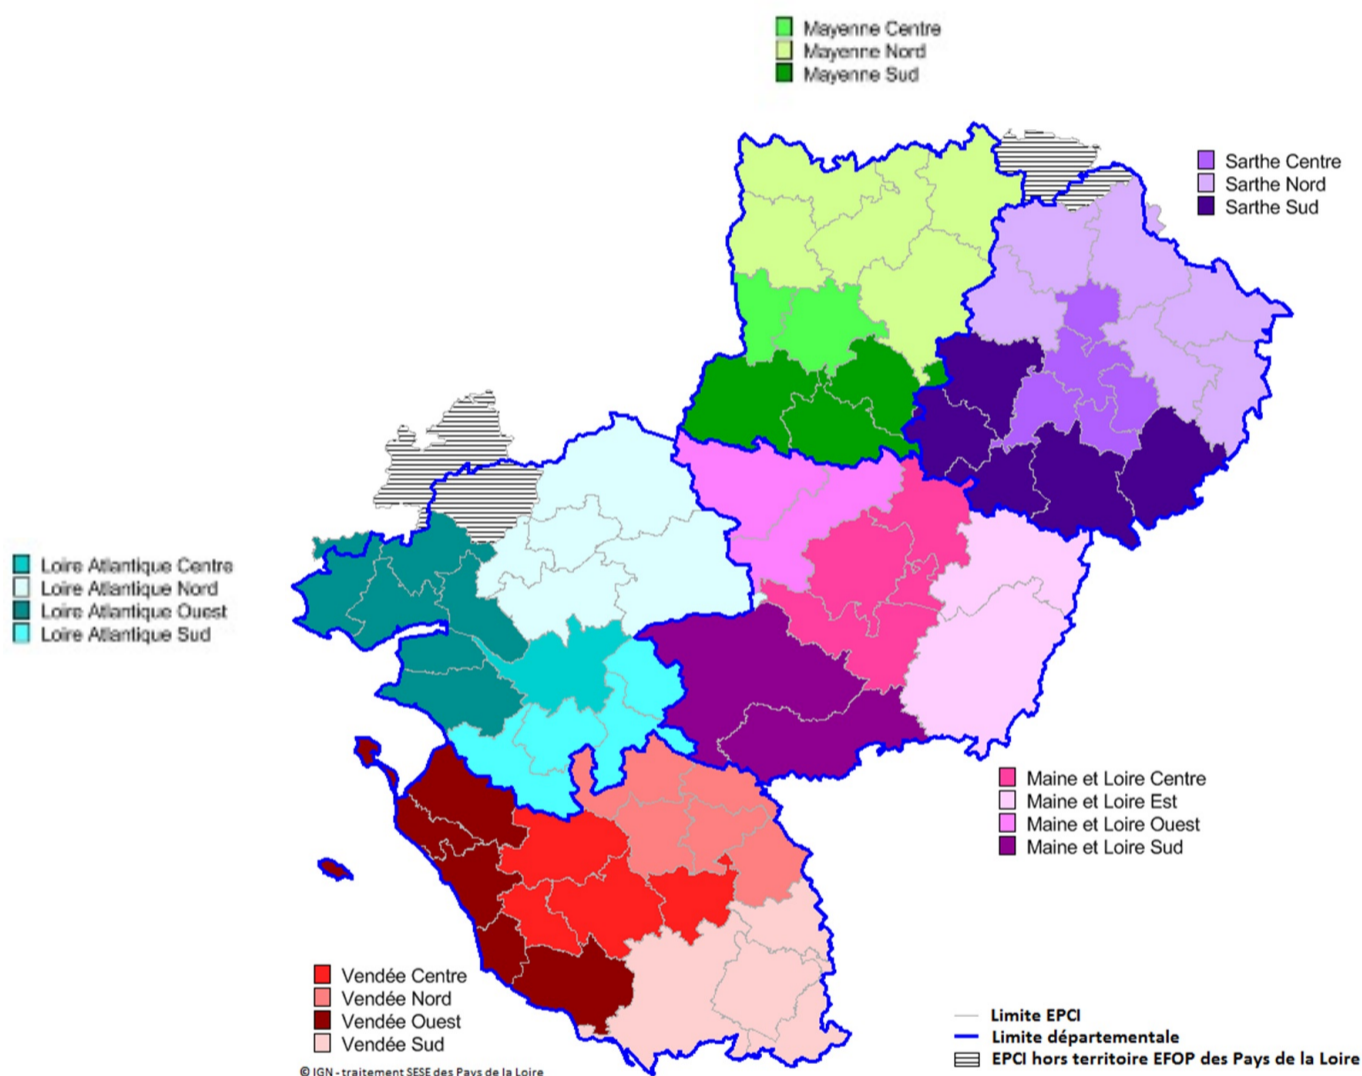 Mayenne Centre
Mayenne Nord
Mayenne Sud
Sarthe Centre
Sarthe Nord
Sarthe Sud
Loire Atlantique Centre
Loire Atlantique Nord
Loire Atlantique Ouest
Loire Atlantique Sud
Maine et Loire Centre
Maine et Loire Est
Maine et Loire Ouest
Maine et Loire Sud
Vendée Centre
Vendée Nord
Vendée Ouest
Vendée Sud
Limite EPCI
Limite départementale
EPCI hors territoire EFOP des Pays de la Loire
© IGN - traitement SESE des Pays de la Loire